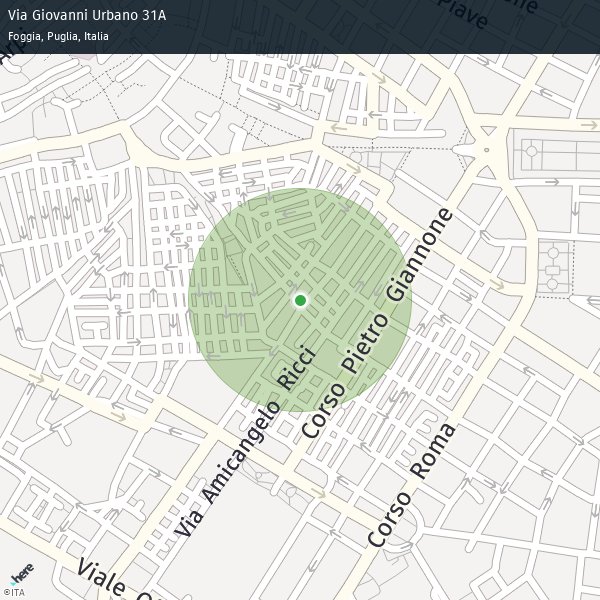 Via Giovanni Urbano 31A
Foggia, Puglia, Italia
Piave
Corso Pietro Giannone
Via Amicangelo Ricci
Corso Roma
Viale
here
©ITA